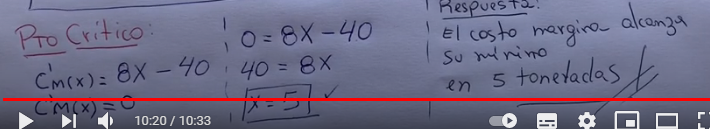 Pto Crítico:
C'm(x) = 8x - 40
C'm(x) = 0
0 = 8x - 40
40 = 8x
x = 5
Respuesta:
El costo margina alcanza
su mínimo
en 5 toneladas
10:20 / 10:33